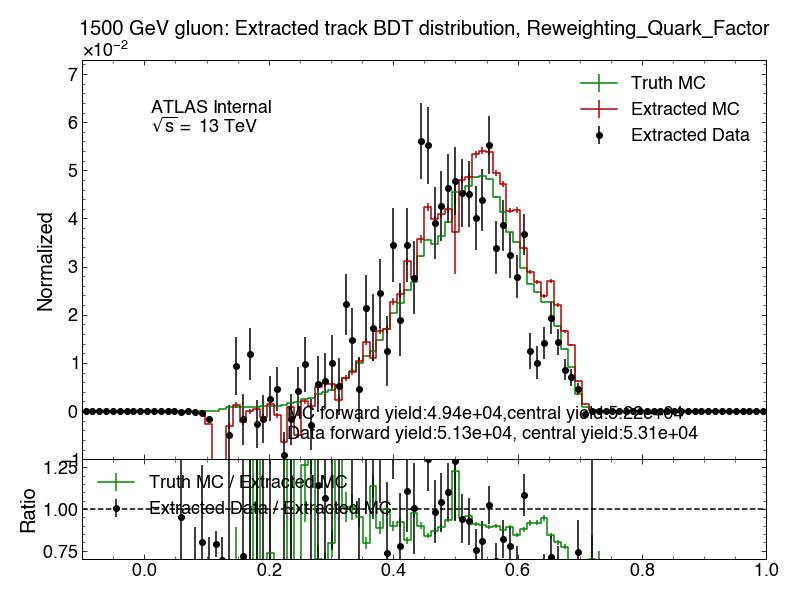 1500 GeV gluon: Extracted track BDT distribution, Reweighting_Quark_Factor
×10−2
7
6
5
4
3
2
1
0
1
Normalized
ATLAS Internal
√s = 13 TeV
Truth MC
Extracted MC
Extracted Data
MC forward yield:4.94e+04,central yield:5.22e+04
Data forward yield:5.13e+04, central yield:5.31e+04
1.25
1.00
0.75
Ratio
Truth MC / Extracted MC
Extracted Data / Extracted MC
0.0 0.2 0.4 0.6 0.8 1.0